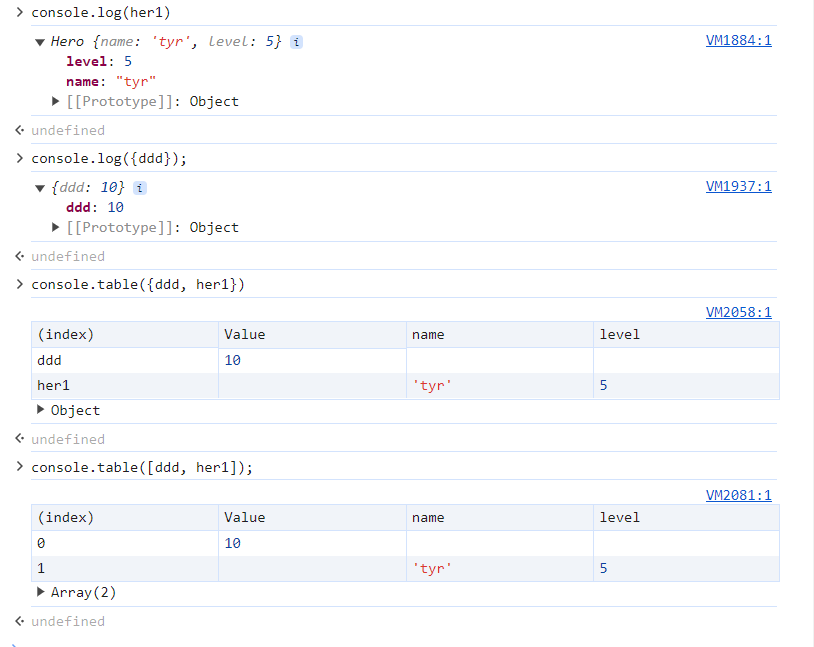 console.log(her1)
Hero {name: 'tyr', level: 5} i VM1884:1
level: 5
name: "tyr"
[[Prototype]]: Object
undefined
console.log({ddd});
{ddd: 10} i VM1937:1
ddd: 10
[[Prototype]]: Object
undefined
console.table({ddd, her1})
VM2058:1
(index) Value name level
ddd 10
her1 'tyr' 5
Object
undefined
console.table([ddd, her1]);
VM2081:1
(index) Value name level
0 10
1 'tyr' 5
Array(2)
undefined